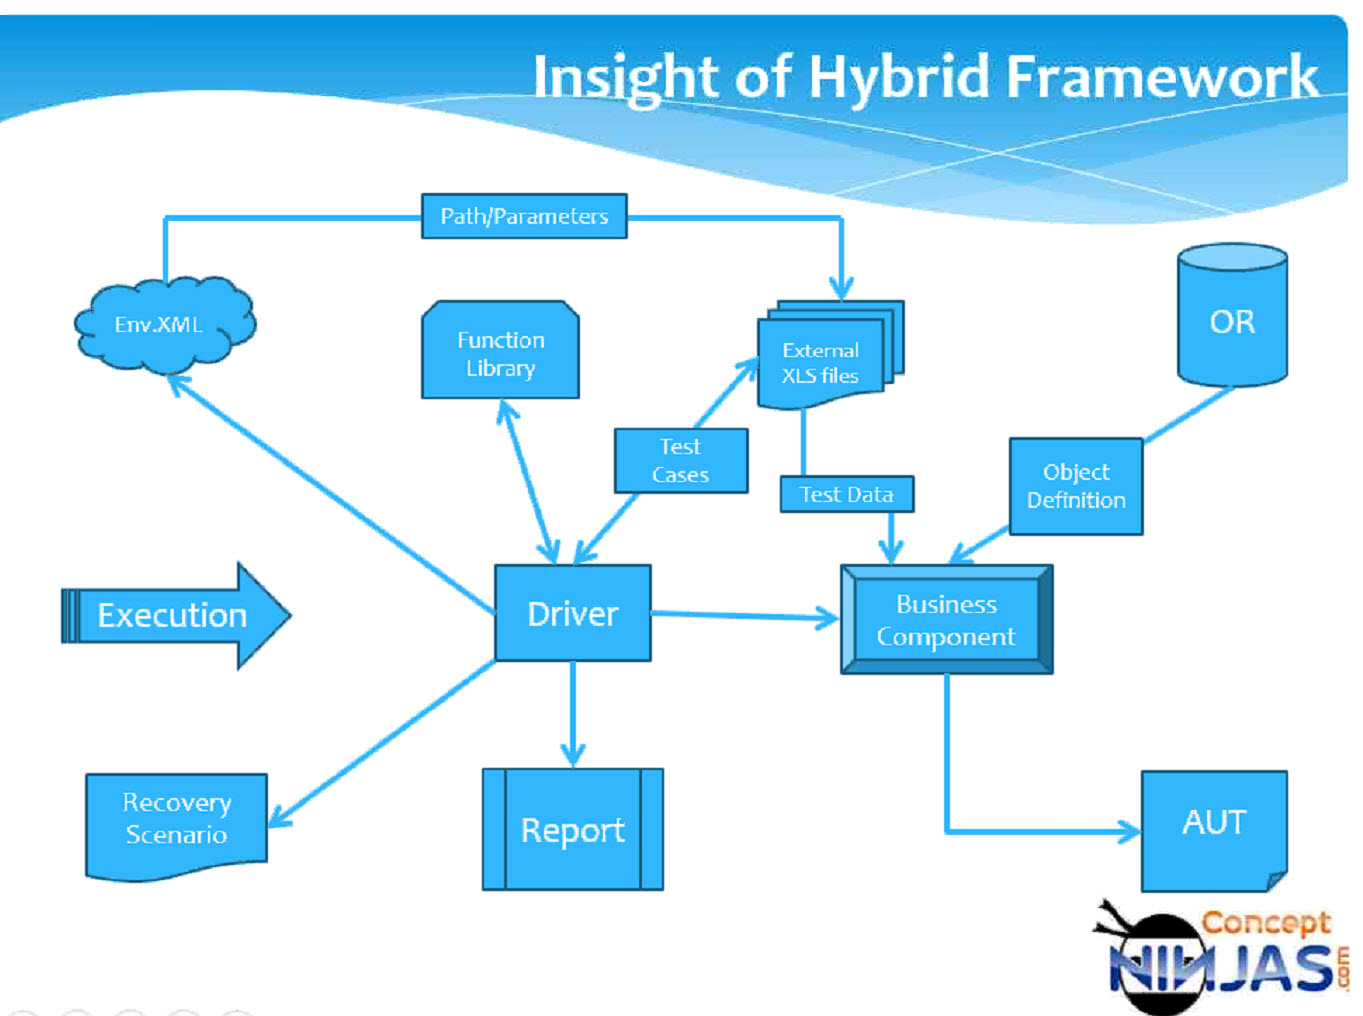 Insight of Hybrid Framework
Path/Parameters
Env.XML
Function
Library
External
XLS files
OR
Test
Cases
Test Data
Object
Definition
Execution
Driver
Business
Component
Recovery
Scenario
Report
AUT
Concept
NINJAS
.com